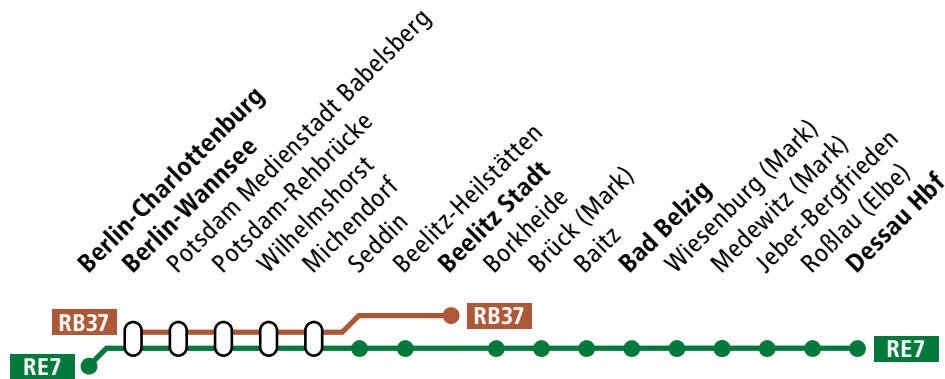 Berlin-Charlottenburg
Berlin-Wannsee
Potsdam Medienstadt Babelsberg
Potsdam-Rehbrücke
Wilhelmshorst
Michendorf
Seddin
Beelitz-Heilstätten
Beelitz Stadt
Borkheide
Brück (Mark)
Baitz
Bad Belzig
Wiesenburg (Mark)
Medewitz (Mark)
Jeber-Bergfrieden
Roßlau (Elbe)
Dessau Hbf
RB37
RB37
RE7
RE7